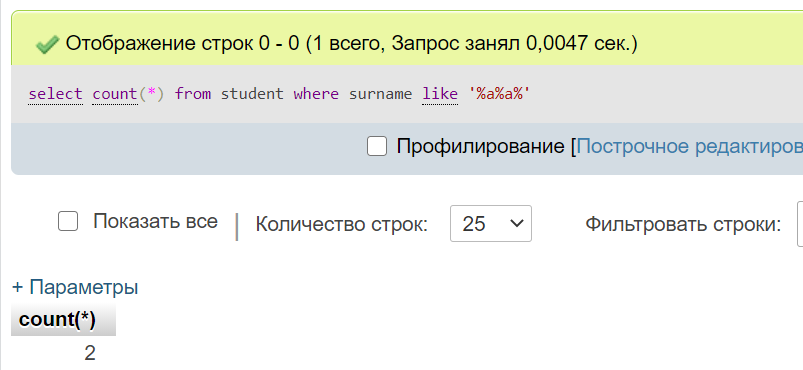 Отображение строк 0 - 0 (1 всего, Запрос занял 0,0047 сек.)
select count(*) from student where surname like '%a%a%'
Профилирование [Построчное редактиров
Показать все | Количество строк: 25 Фильтровать строки:
+ Параметры
count(*)
2